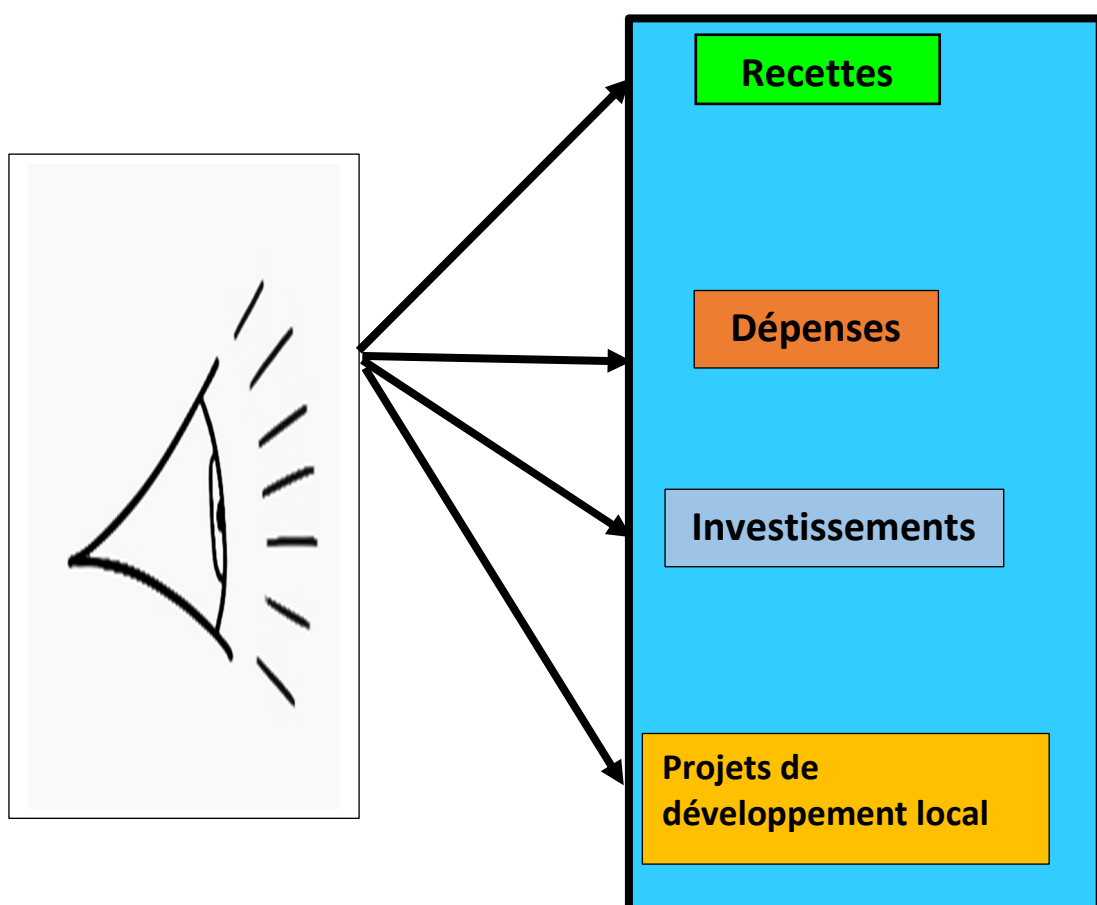 Recettes
Dépenses
Investissements
Projets de
développement local